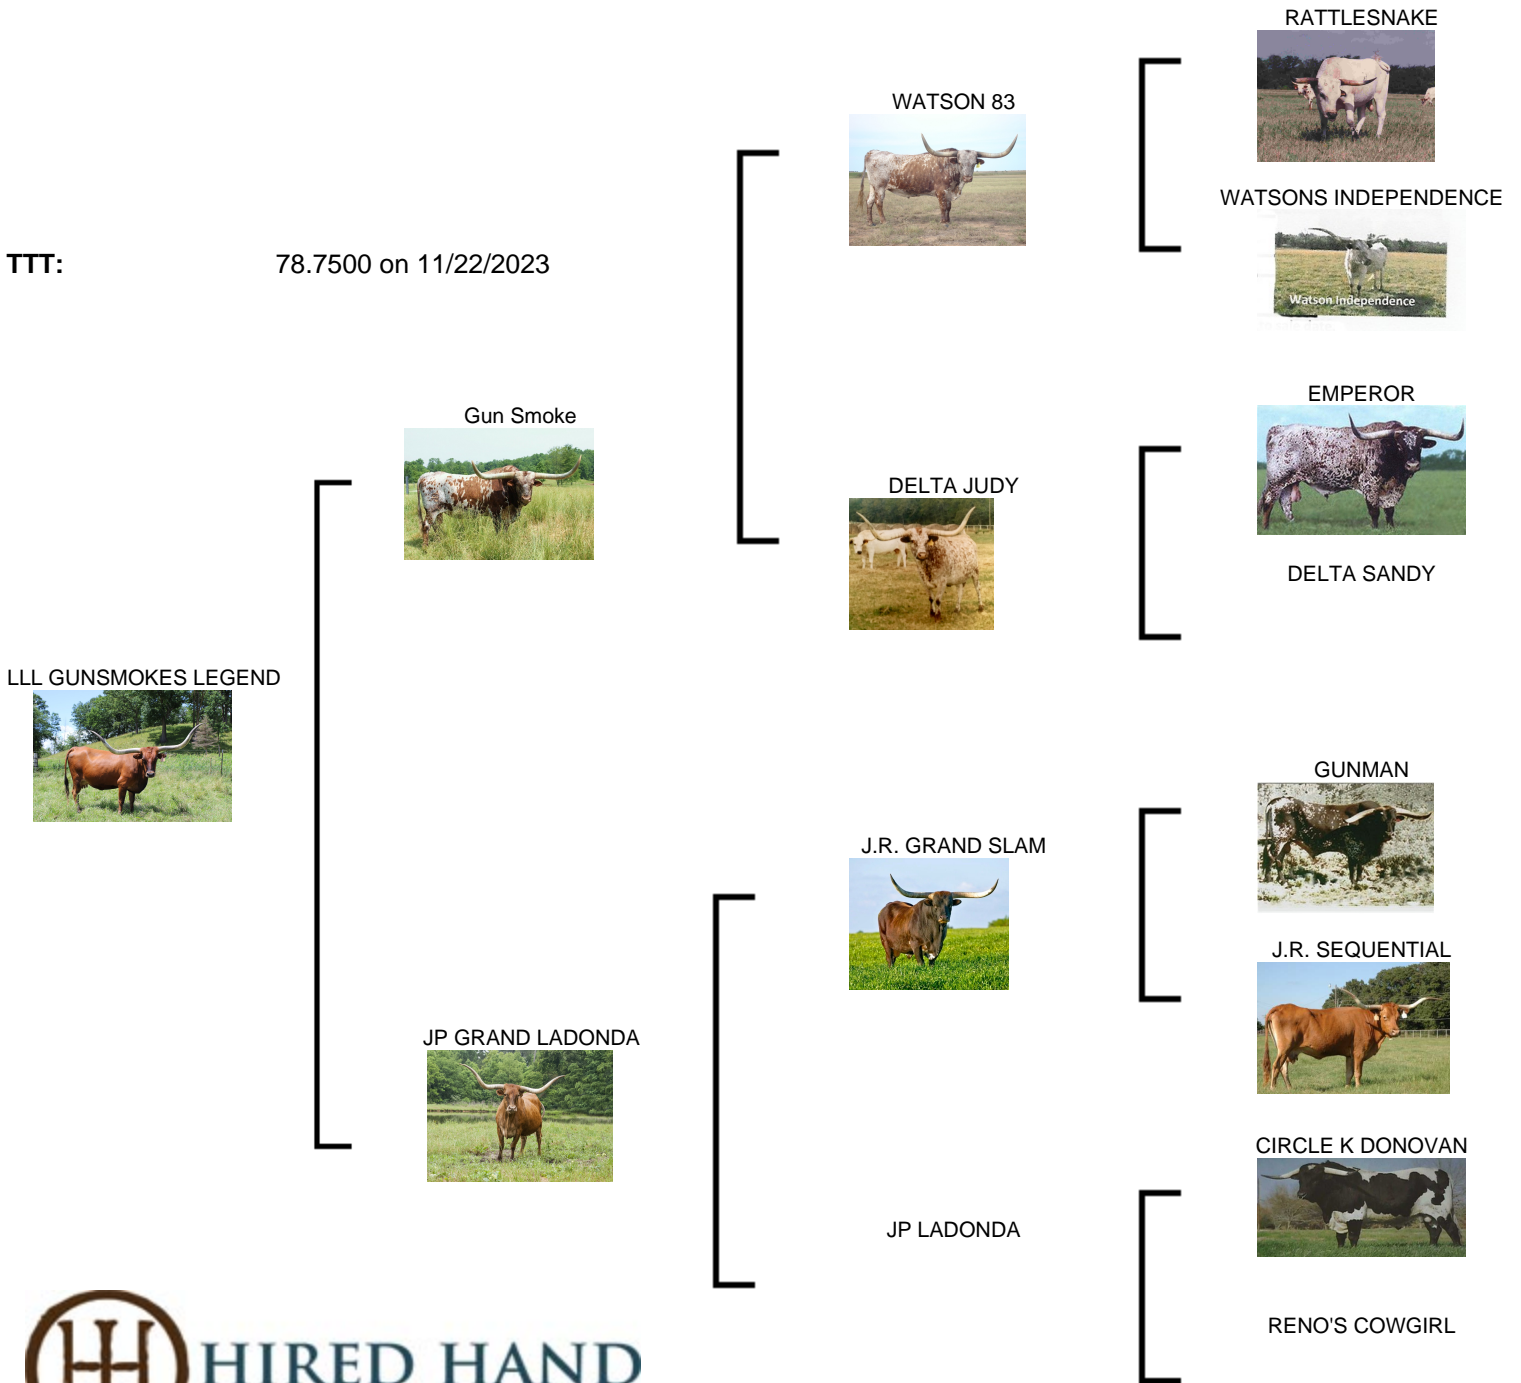 RATTLESNAKE
WATSON 83
WATSONS INDEPENDENCE
TTT: 78.7500 on 11/22/2023
Watson Independence
EMPEROR
Gun Smoke
DELTA JUDY
DELTA SANDY
LLL GUNSMOKES LEGEND
GUNMAN
J.R. GRAND SLAM
J.R. SEQUENTIAL
JP GRAND LADONDA
CIRCLE K DONOVAN
JP LADONDA
RENO'S COWGIRL
HIRED HAND